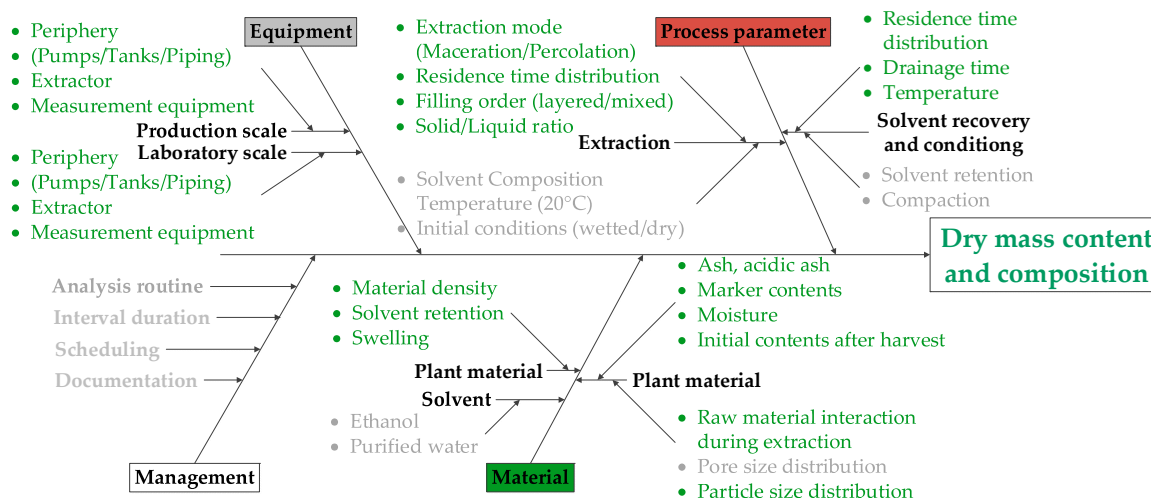 Equipment
• Periphery
• (Pumps/Tanks/Piping)
• Extractor
• Measurement equipment
Production scale
Laboratory scale
• Periphery
• (Pumps/Tanks/Piping)
• Extractor
• Measurement equipment
Process parameter
• Extraction mode
(Maceration/Percolation)
• Residence time distribution
• Filling order (layered/mixed)
• Solid/Liquid ratio
Extraction
• Solvent Composition
Temperature (20°C)
• Initial conditions (wetted/dry)
• Residence time
distribution
• Drainage time
• Temperature
Solvent recovery
and conditiong
• Solvent retention
• Compaction
Dry mass content
and composition
Analysis routine
Interval duration
Scheduling
Documentation
Management
• Material density
• Solvent retention
• Swelling
Plant material
Solvent
• Ethanol
• Purified water
Material
• Ash, acidic ash
• Marker contents
• Moisture
• Initial contents after harvest
Plant material
• Raw material interaction
during extraction
• Pore size distribution
• Particle size distribution